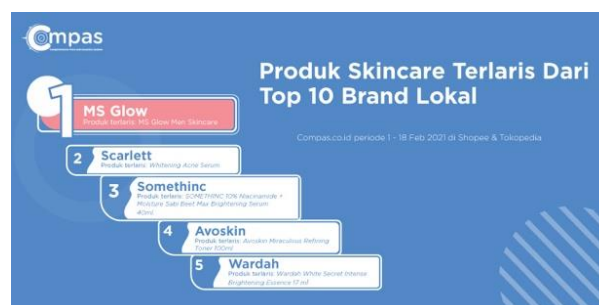 Compas
Produk Skincare Terlaris Dari
Top 10 Brand Lokal
Compas.co.id periode 1 - 18 Feb 2021 di Shopee & Tokopedia
1
MS Glow
Produk terlaris: MS Glow Men Skincare
2
Scarlett
Produk terlaris: Whitening Acne Serum
3
Somethinc
Produk terlaris: SOMETHINC 10% Niacinamide +
Moisture Sabi Beet Max Brightening Serum
40ml
4
Avoskin
Produk terlaris: Avoskin Miraculous Refining
Toner 100ml
5
Wardah
Produk terlaris: Wardah White Secret Intense
Brightening Essence 17 ml